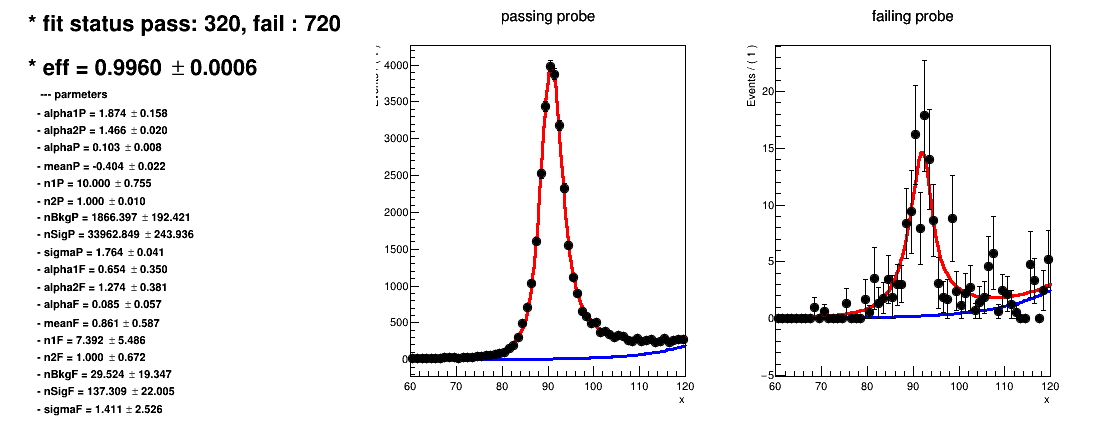 * fit status pass: 320, fail : 720
* eff = 0.9960 ± 0.0006
--- parmeters
- alpha1P = 1.874 ± 0.158
- alpha2P = 1.466 ± 0.020
- alphaP = 0.103 ± 0.008
- meanP = -0.404 ± 0.022
- n1P = 10.000 ± 0.755
- n2P = 1.000 ± 0.010
- nBkgP = 1866.397 ± 192.421
- nSigP = 33962.849 ± 243.936
- sigmaP = 1.764 ± 0.041
- alpha1F = 0.654 ± 0.350
- alpha2F = 1.274 ± 0.381
- alphaF = 0.085 ± 0.057
- meanF = 0.861 ± 0.587
- n1F = 7.392 ± 5.486
- n2F = 1.000 ± 0.672
- nBkgF = 29.524 ± 19.347
- nSigF = 137.309 ± 22.005
- sigmaF = 1.411 ± 2.526
passing probe
4000
3500
3000
2500
2000
1500
1000
500
0
60 70 80 90 100 110 120
x
failing probe
Events / ( 1 )
20
15
10
5
0
−5
60 70 80 90 100 110 120
x